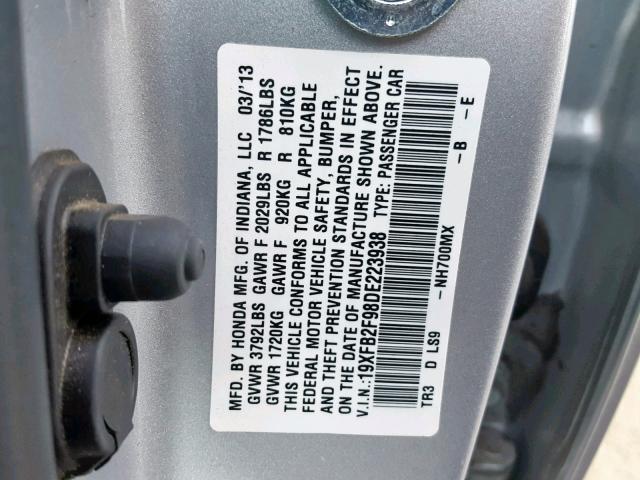 MFD. BY HONDA MFG. OF INDIANA, LLC 03/'13
GVWR 3792LBS GAWR F 2029LBS R 1786LBS
GVWR 1720KG GAWR F 920KG R 810KG
THIS VEHICLE CONFORMS TO ALL APPLICABLE
FEDERAL MOTOR VEHICLE SAFETY, BUMPER,
AND THEFT PREVENTION STANDARDS IN EFFECT
ON THE DATE OF MANUFACTURE SHOWN ABOVE.
V.I.N.:19XFB2F98DE223938 TYPE: PASSENGER CAR
TR3 D LS9 -NH700MX -B -E